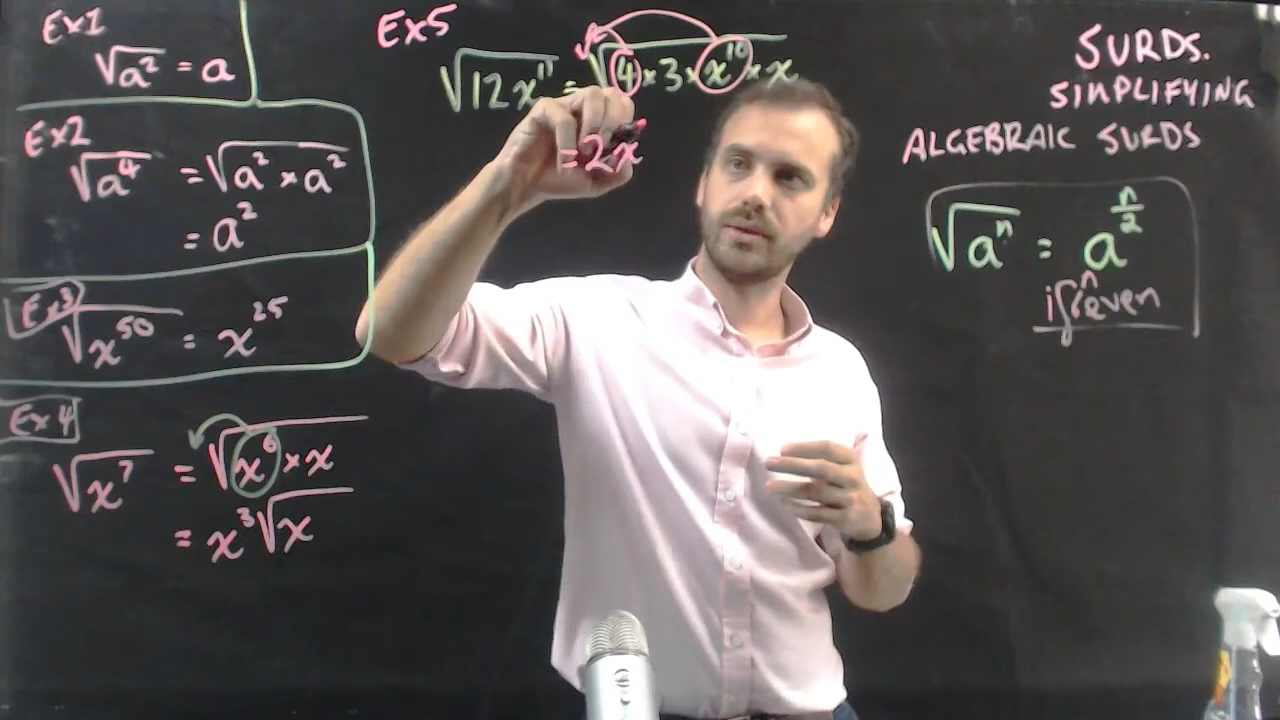 Ex1
√a² = a
Ex2
√a⁴ = √a² × a²
= a²
Ex3
√x⁵⁰ = x²⁵
Ex4
√x⁷ = √x⁶ × x
= x³√x
Ex5
√12x¹¹ = √4 × 3 × x¹⁰ × x
= 2x
SURDS.
SIMPLIFYING
ALGEBRAIC SURDS
√aⁿ = a^(n/2)
if n even